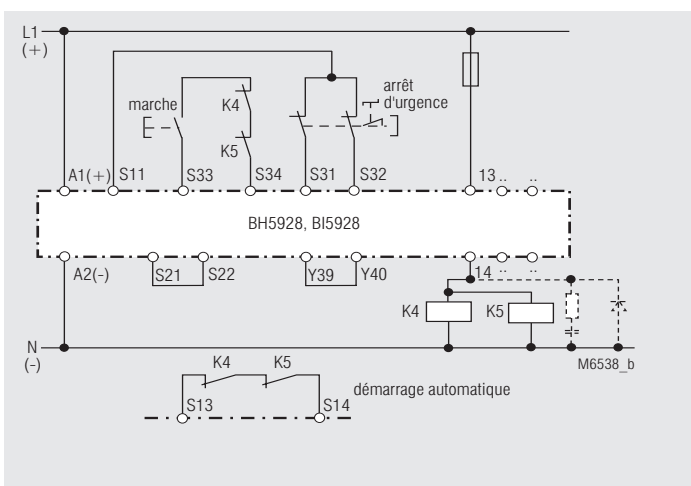 L1
(+)
marche
K4
K5
arrêt
d'urgence
A1(+)
S11
S33
S34
S31
S32
13
..
..
BH5928, BI5928
A2(-)
S21
S22
Y39
Y40
14
..
..
K4
K5
N
(-)
M6538_b
K4
K5
démarrage automatique
S13
S14